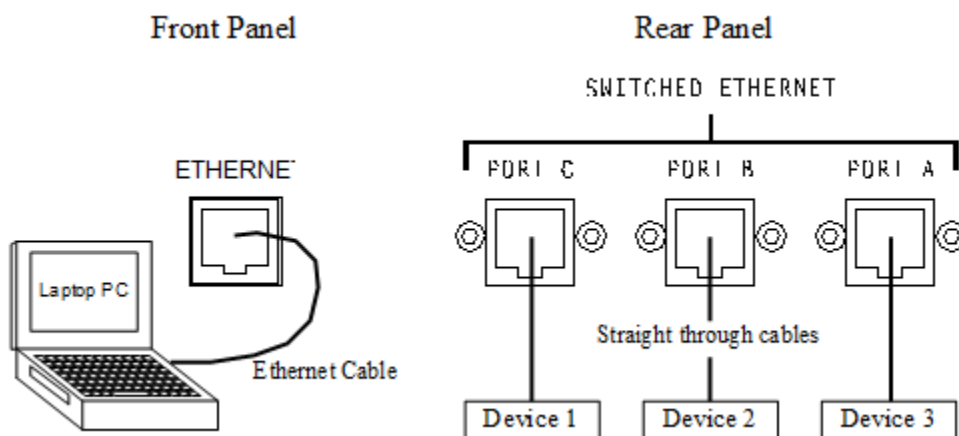 Front Panel
Rear Panel
SWITCHED ETHERNET
ETHERNE
PORT C
PORT B
PORT A
Laptop PC
Straight through cables
Ethernet Cable
Device 1
Device 2
Device 3